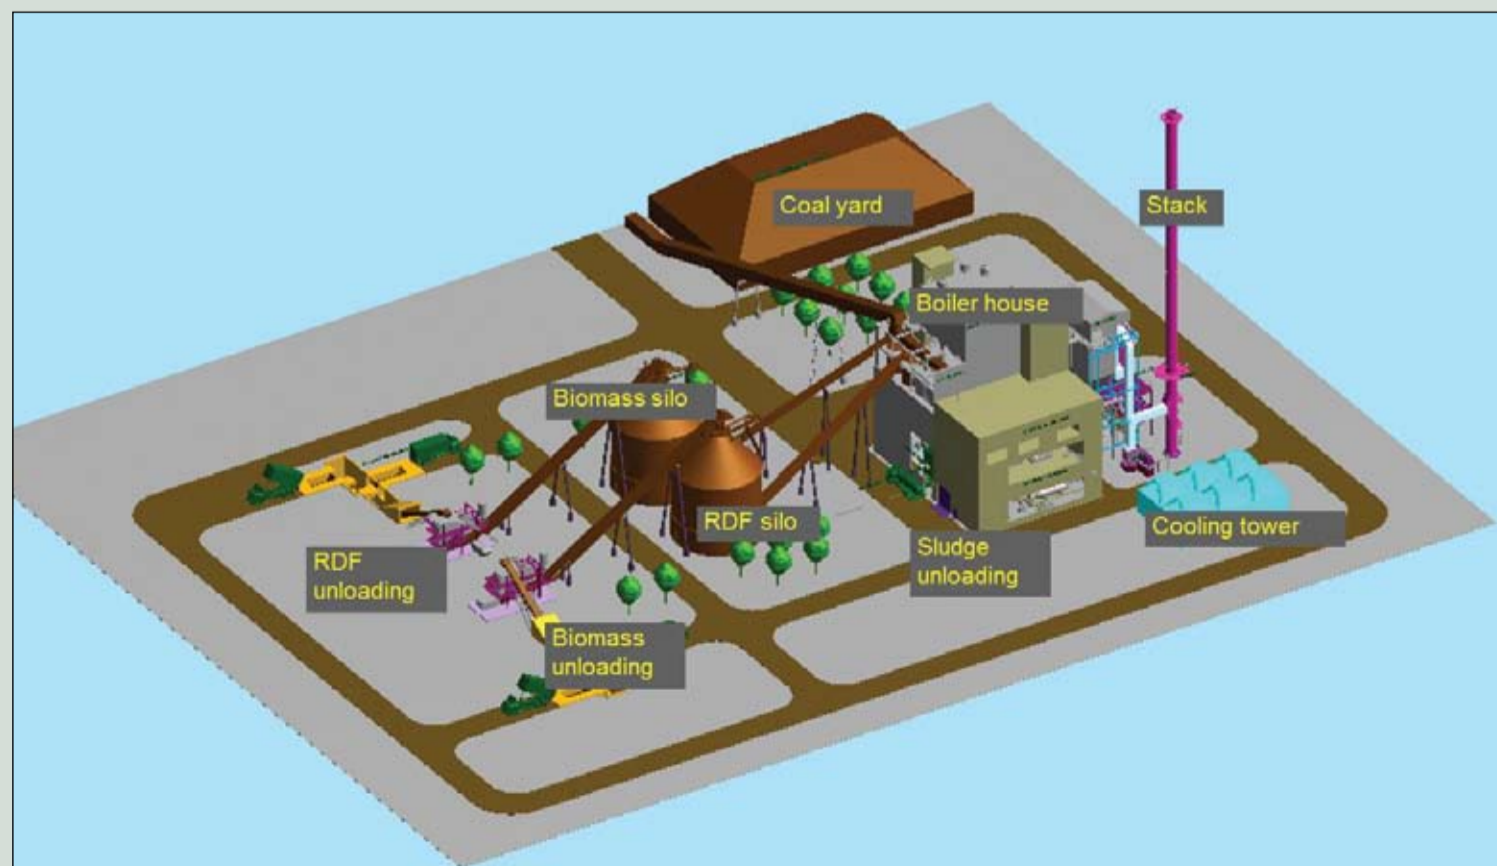 Coal yard
Stack
Boiler house
Biomass silo
RDF silo
Cooling tower
Sludge
unloading
RDF
unloading
Biomass
unloading